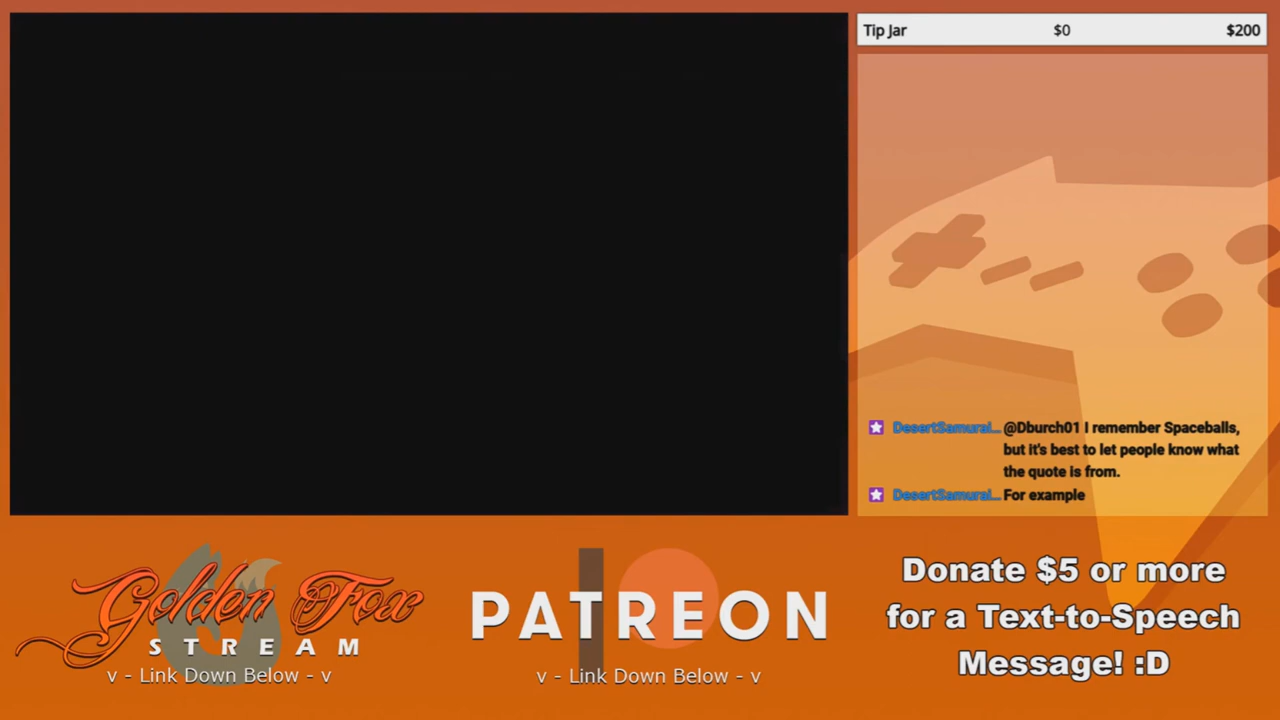 Tip Jar $0 $200
DesertSamurai... @Dburch01 I remember Spaceballs,
but it's best to let people know what
the quote is from.
DesertSamurai... For example
Golden Fox
STREAM
v - Link Down Below - v
PATREON
v - Link Down Below - v
Donate $5 or more
for a Text-to-Speech
Message! :D